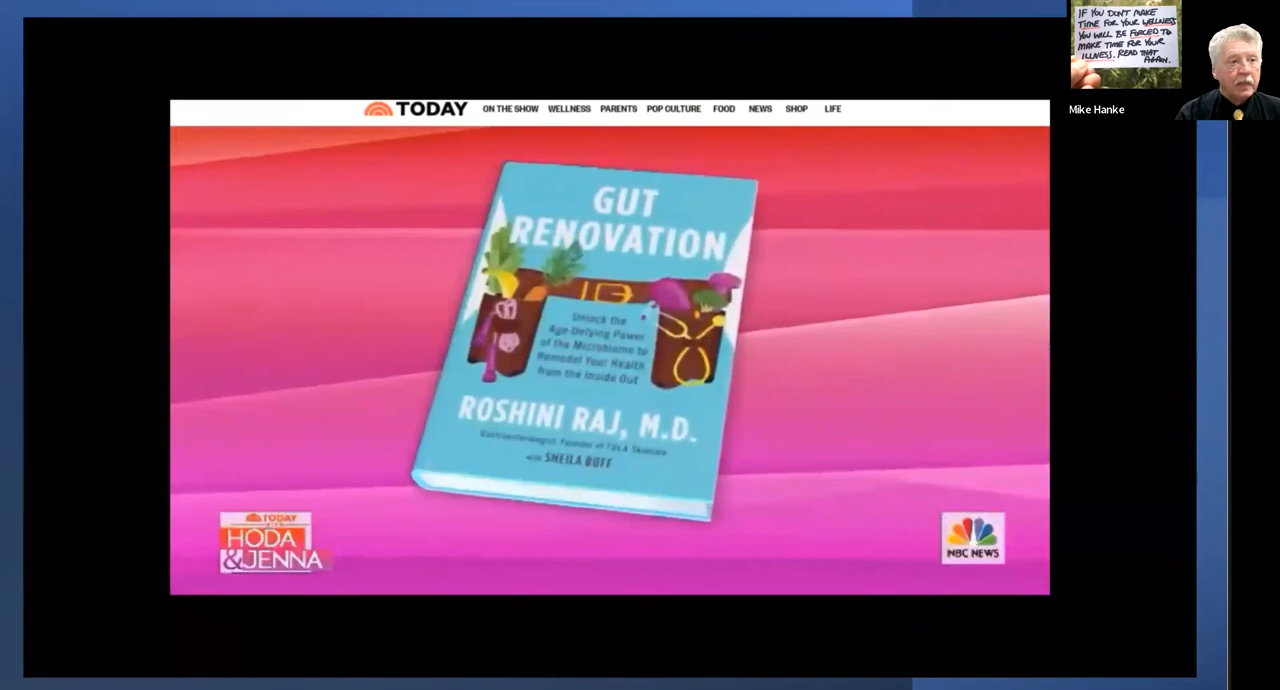 TODAY
ON THE SHOW WELLNESS PARENTS POP CULTURE FOOD NEWS SHOP LIFE
GUT
RENOVATION
Unlock the
Age-Defying Power
of the Microbiome to
Remodel Your Health
from the Inside Out
ROSHINI RAJ, M.D.
Gastroenterologist, Founder of TULA Skincare
with SHEILA BUFF
TODAY
HODA
&JENNA
NBC NEWS
IF YOU DON'T MAKE
TIME FOR YOUR WELLNESS
YOU WILL BE FORCED TO
MAKE TIME FOR YOUR
ILLNESS. READ THAT
AGAIN.
Mike Hanke